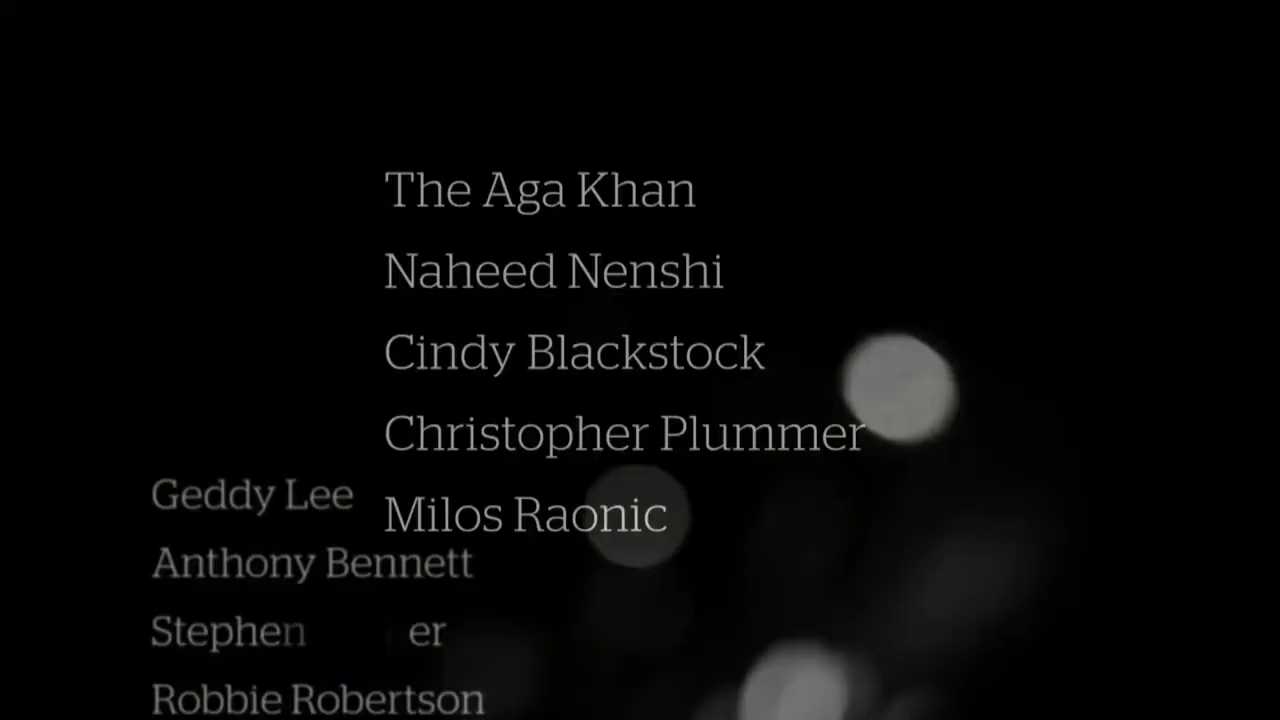 The Aga Khan
Naheed Nenshi
Cindy Blackstock
Christopher Plummer
Milos Raonic
Geddy Lee
Anthony Bennett
Stephen
Robbie Robertson